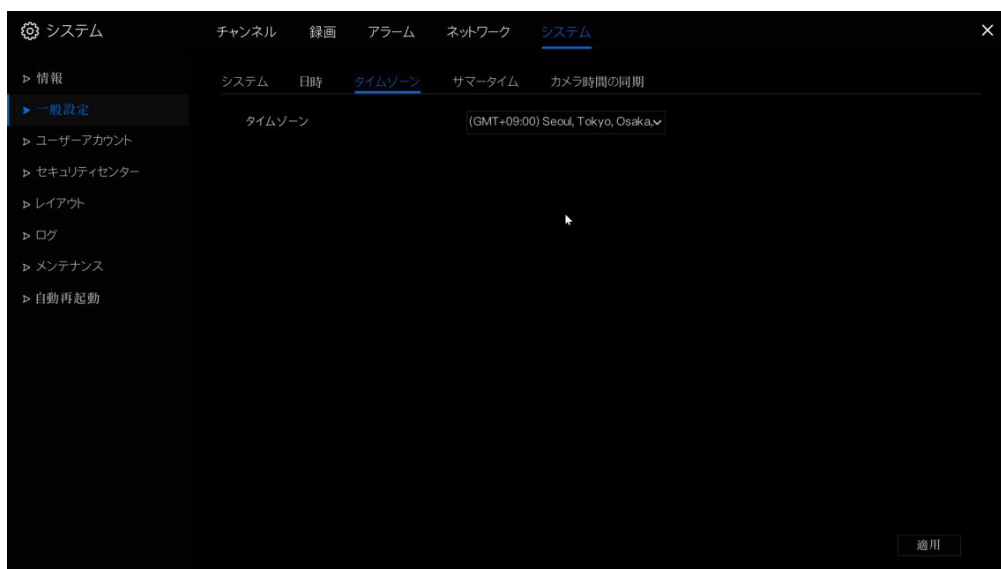 システム
チャンネル 録画 アラーム ネットワーク システム
情報
システム 日時 タイムゾーン サマータイム カメラ時間の同期
一般設定
タイムゾーン (GMT+09:00) Seoul, Tokyo, Osaka,
ユーザーアカウント
セキュリティセンター
レイアウト
ログ
メンテナンス
自動再起動
適用